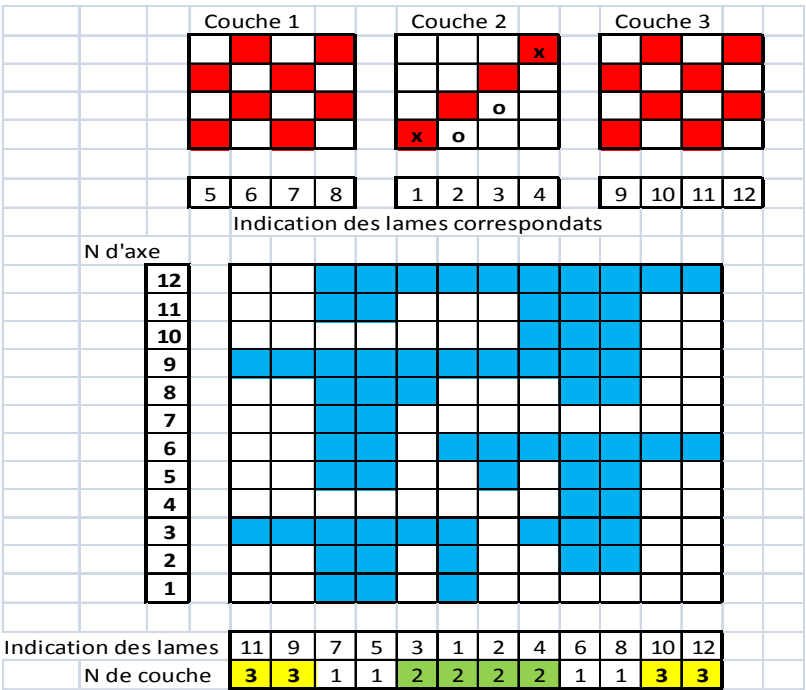 Couche 1 Couche 2 Couche 3
x
o
x o
5 6 7 8 1 2 3 4 9 10 11 12
Indication des lames correspondats
N d'axe
12
11
10
9
8
7
6
5
4
3
2
1
Indication des lames 11 9 7 5 3 1 2 4 6 8 10 12
N de couche 3 3 1 1 2 2 2 2 1 1 3 3